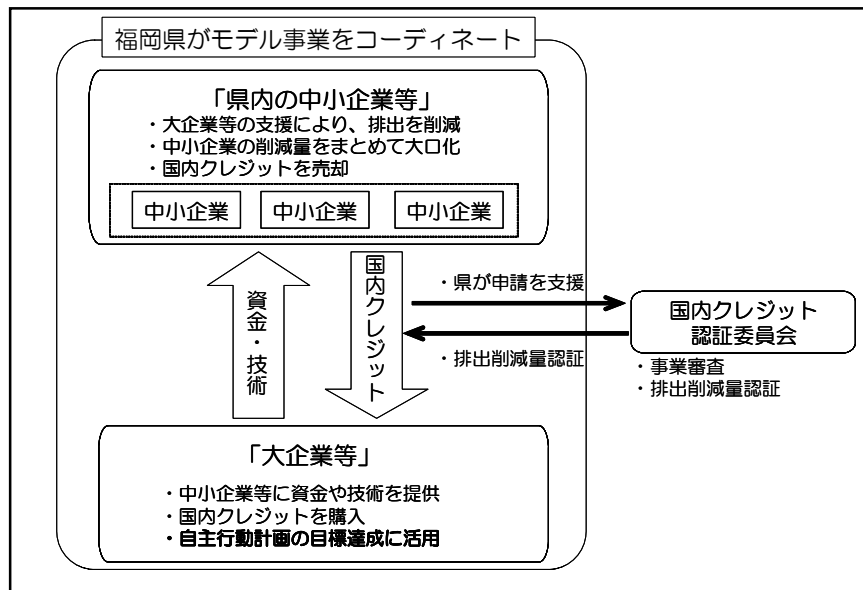 福岡県がモデル事業をコーディネート
「県内の中小企業等」
・大企業等の支援により、排出を削減
・中小企業の削減量をまとめて大口化
・国内クレジットを売却
中小企業 中小企業 中小企業
資金・技術
国内クレジット
・県が申請を支援
・排出削減量認証
国内クレジット
認証委員会
・事業審査
・排出削減量認証
「大企業等」
・中小企業等に資金や技術を提供
・国内クレジットを購入
・自主行動計画の目標達成に活用